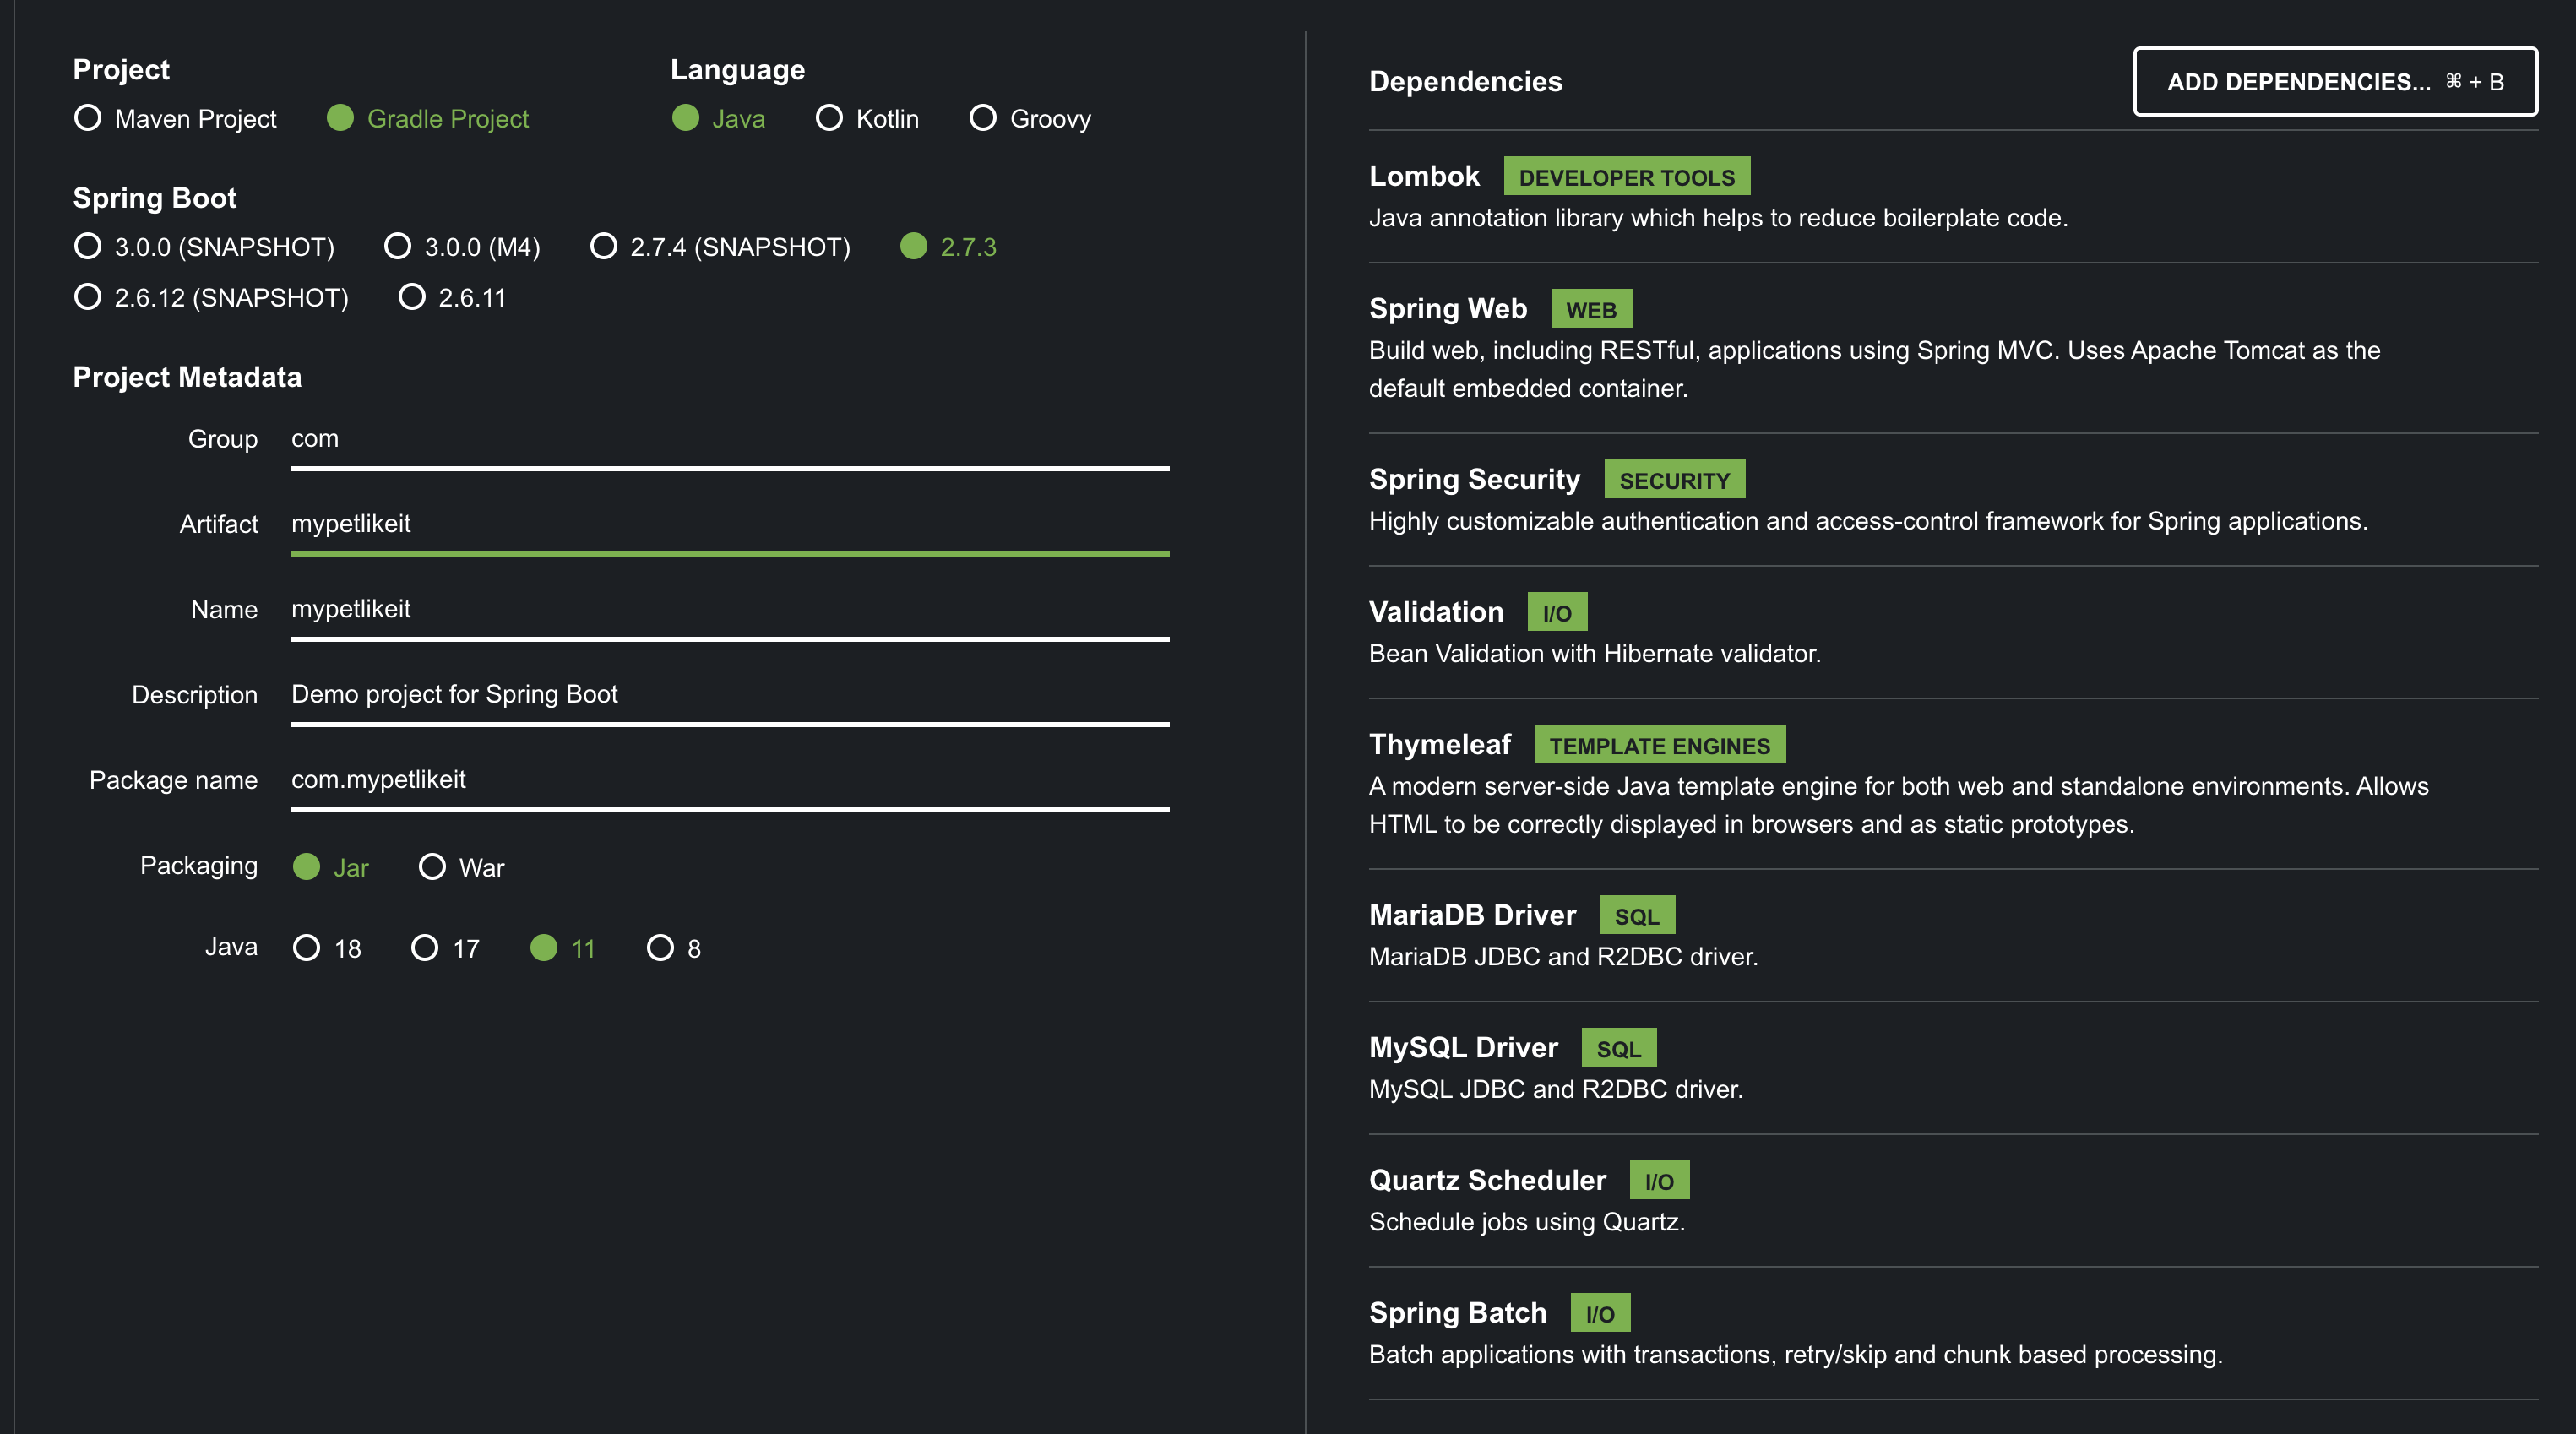 Project
Maven Project Gradle Project
Language
Java Kotlin Groovy
Spring Boot
3.0.0 (SNAPSHOT) 3.0.0 (M4) 2.7.4 (SNAPSHOT) 2.7.3
2.6.12 (SNAPSHOT) 2.6.11
Project Metadata
Group com
Artifact mypetlikeit
Name mypetlikeit
Description Demo project for Spring Boot
Package name com.mypetlikeit
Packaging Jar War
Java 18 17 11 8
Dependencies ADD DEPENDENCIES... ⌘ + B
Lombok DEVELOPER TOOLS
Java annotation library which helps to reduce boilerplate code.
Spring Web WEB
Build web, including RESTful, applications using Spring MVC. Uses Apache Tomcat as the
default embedded container.
Spring Security SECURITY
Highly customizable authentication and access-control framework for Spring applications.
Validation I/O
Bean Validation with Hibernate validator.
Thymeleaf TEMPLATE ENGINES
A modern server-side Java template engine for both web and standalone environments. Allows
HTML to be correctly displayed in browsers and as static prototypes.
MariaDB Driver SQL
MariaDB JDBC and R2DBC driver.
MySQL Driver SQL
MySQL JDBC and R2DBC driver.
Quartz Scheduler I/O
Schedule jobs using Quartz.
Spring Batch I/O
Batch applications with transactions, retry/skip and chunk based processing.